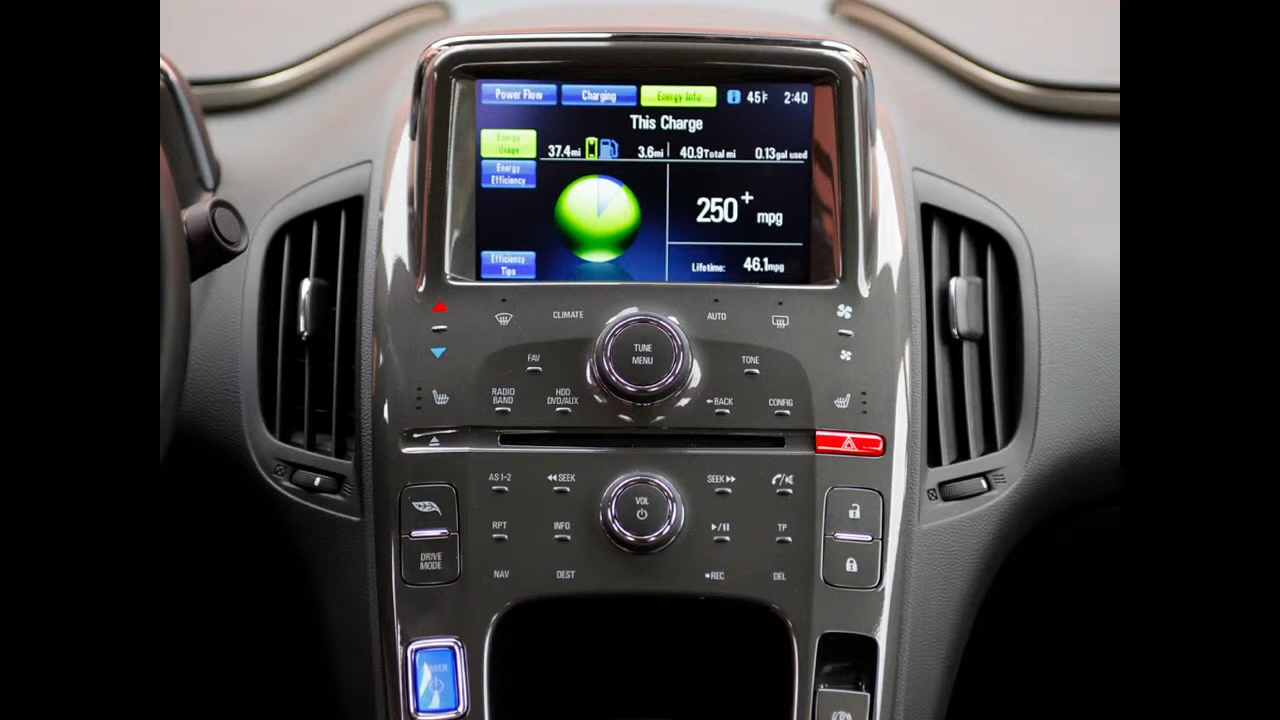 Power Flow Charging Energy Info 45°F 2:40
This Charge
Energy Usage
37.4mi 3.6mi 40.9Total mi 0.13gal used
Energy Efficiency
250+ mpg
Efficiency Tips
Lifetime: 46.1mpg
CLIMATE AUTO
TUNE MENU
FAV TONE
RADIO BAND HDD DVD/AUX BACK CONFIG
AS 1-2 SEEK SEEK
VOL
RPT INFO TP
DRIVE MODE
NAV DEST REC DEL
POWER